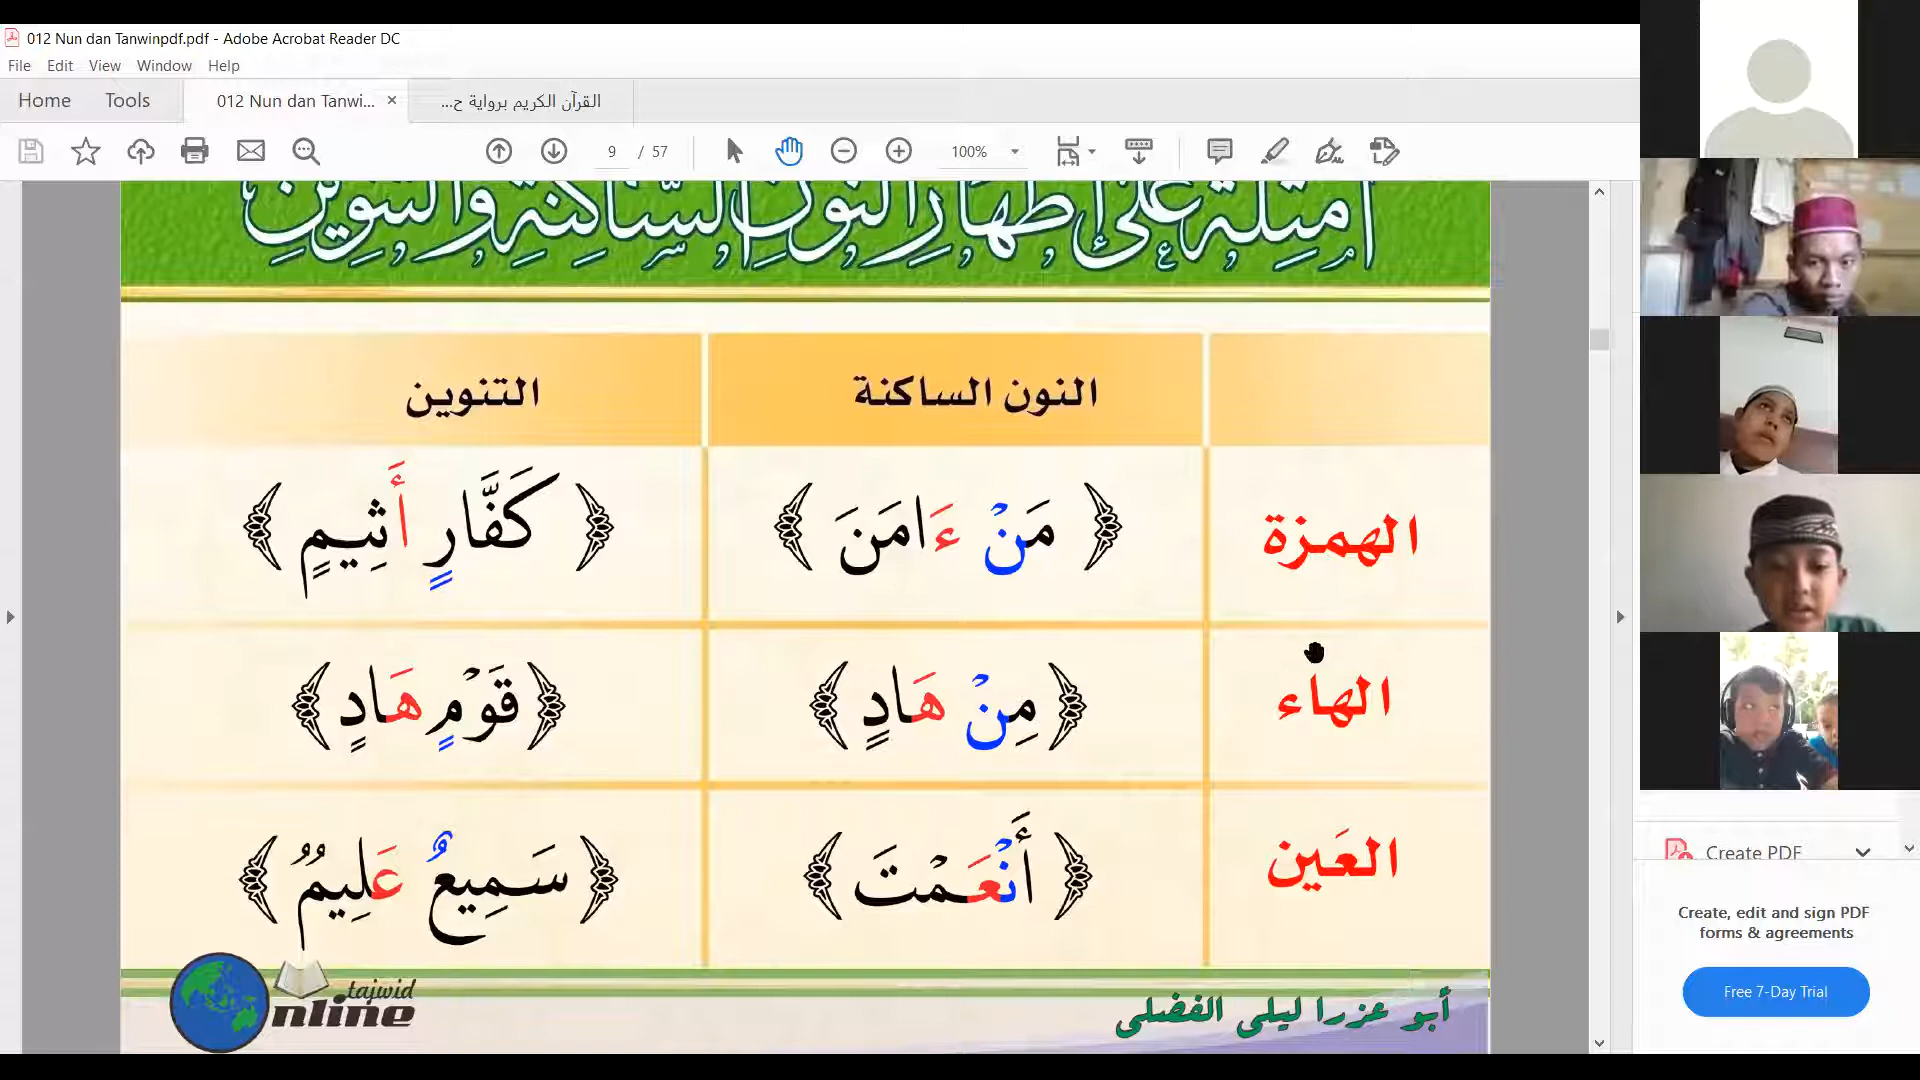 012 Nun dan Tanwinpdf.pdf - Adobe Acrobat Reader DC
File Edit View Window Help
Home Tools 012 Nun dan Tanwi... × القرآن الكريم برواية ح...
9 / 57 100%
أمثلة على إظهار النون الساكنة والتنوين
النون الساكنة التنوين
الهمزة ﴿ مَنْ ءَامَنَ ﴾ ﴿ كَفَّارٍ أَثِيمٍ ﴾
الهاء ﴿ مِنْ هَادٍ ﴾ ﴿ قَوْمٍ هَادٍ ﴾
العَين ﴿ أَنْعَمْتَ ﴾ ﴿ سَمِيعٌ عَلِيمٌ ﴾
tajwid
nline
أبو عزرا ليلى الفضلى
Create PDF
Create, edit and sign PDF
forms & agreements
Free 7-Day Trial